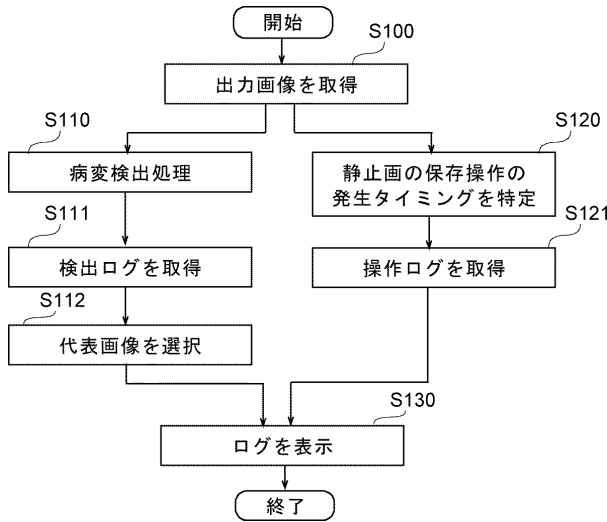 開始
S100
出力画像を取得
S110
病変検出処理
S111
検出ログを取得
S112
代表画像を選択
S120
静止画の保存操作の
発生タイミングを特定
S121
操作ログを取得
S130
ログを表示
終了